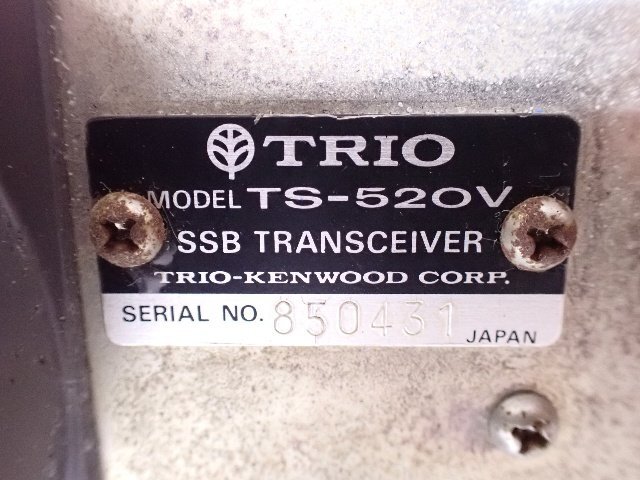 TRIO
MODEL TS-520V
SSB TRANSCEIVER
TRIO-KENWOOD CORP.
SERIAL NO. 850431
JAPAN